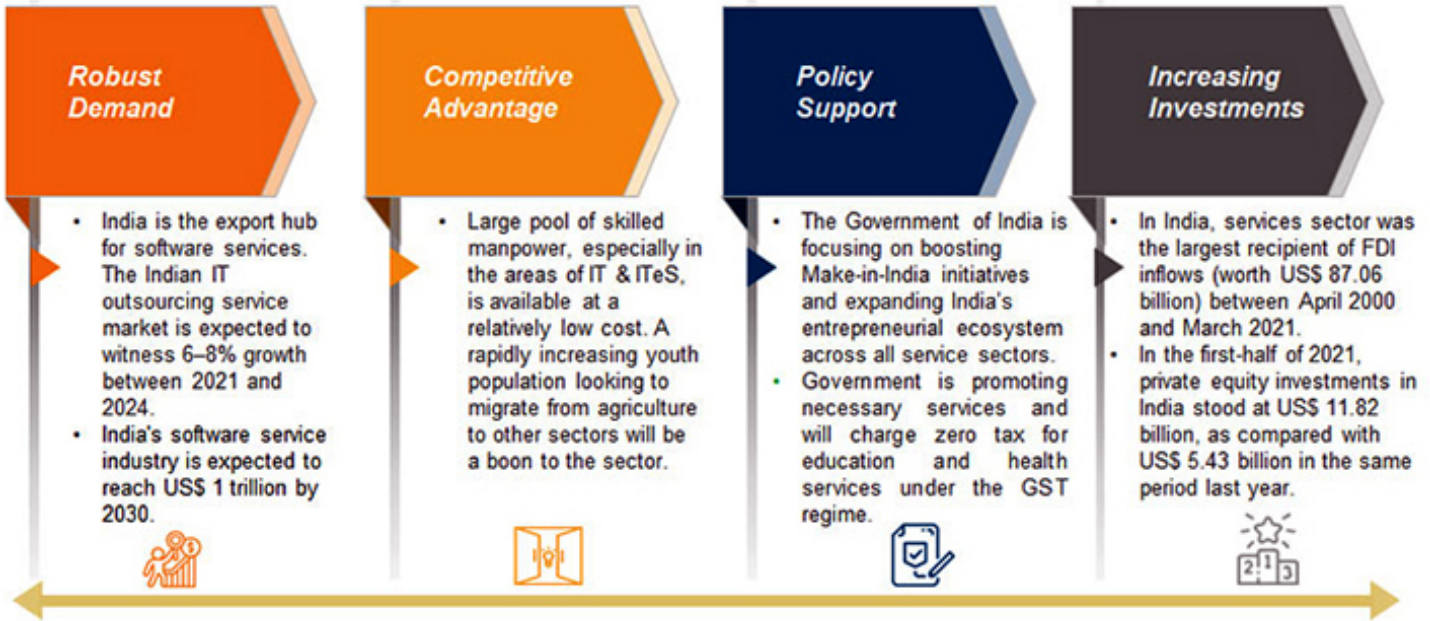 Robust
Demand
• India is the export hub
for software services.
The Indian IT
outsourcing service
market is expected to
witness 6–8% growth
between 2021 and
2024.
• India's software service
industry is expected to
reach US$ 1 trillion by
2030.
Competitive
Advantage
• Large pool of skilled
manpower, especially in
the areas of IT & ITeS,
is available at a
relatively low cost. A
rapidly increasing youth
population looking to
migrate from agriculture
to other sectors will be
a boon to the sector.
Policy
Support
• The Government of India is
focusing on boosting
Make-in-India initiatives
and expanding India's
entrepreneurial ecosystem
across all service sectors.
• Government is promoting
necessary services and
will charge zero tax for
education and health
services under the GST
regime.
Increasing
Investments
• In India, services sector was
the largest recipient of FDI
inflows (worth US$ 87.06
billion) between April 2000
and March 2021.
• In the first-half of 2021,
private equity investments in
India stood at US$ 11.82
billion, as compared with
US$ 5.43 billion in the same
period last year.
$
2 1 3